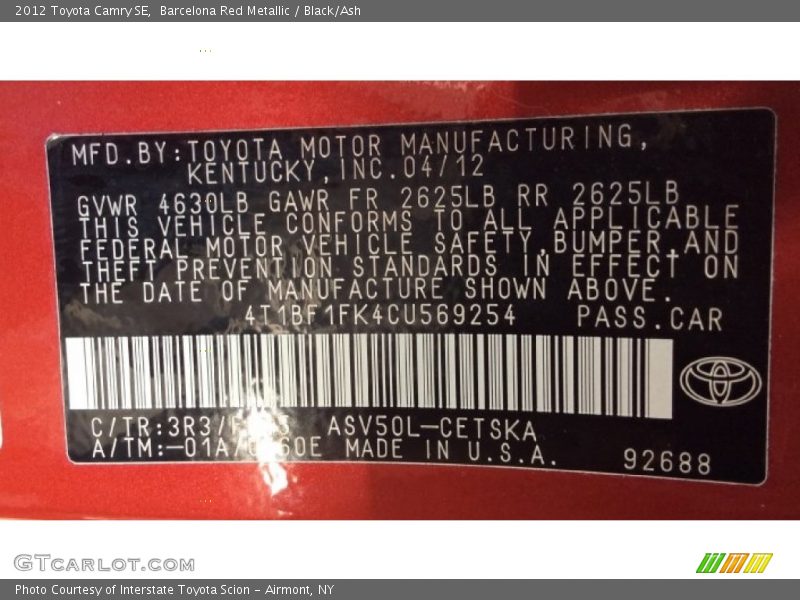 2012 Toyota Camry SE, Barcelona Red Metallic / Black/Ash
MFD.BY:TOYOTA MOTOR MANUFACTURING,
KENTUCKY,INC.04/12
GVWR 4630LB GAWR FR 2625LB RR 2625LB
THIS VEHICLE CONFORMS TO ALL APPLICABLE
FEDERAL MOTOR VEHICLE SAFETY,BUMPER,AND
THEFT PREVENTION STANDARDS IN EFFECT ON
THE DATE OF MANUFACTURE SHOWN ABOVE.
4T1BF1FK4CU569254 PASS.CAR
C/TR:3R3/ ASV50L-CETSKA
A/TM:-01A/ MADE IN U.S.A.
92688
GTCARLOT.COM
Photo Courtesy of Interstate Toyota Scion - Airmont, NY